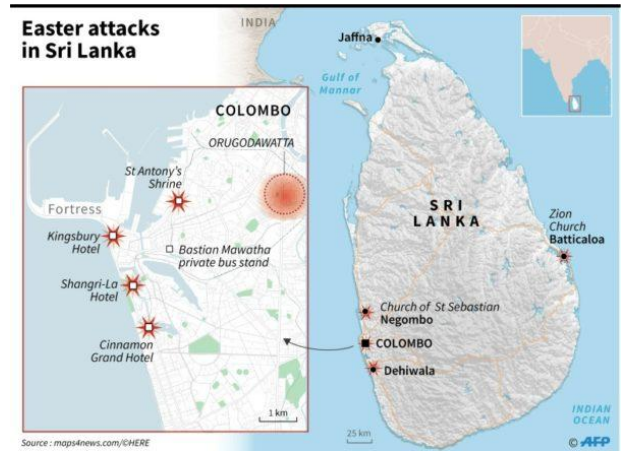 Easter attacks
in Sri Lanka
INDIA
Jaffna
Gulf of
Mannar
COLOMBO
ORUGODAWATTA
St Antony's
Shrine
Fortress
Kingsbury
Hotel
Bastian Mawatha
private bus stand
Shangri-La
Hotel
Cinnamon
Grand Hotel
1 km
SRI
LANKA
Zion
Church
Batticaloa
Church of St Sebastian
Negombo
COLOMBO
Dehiwala
25 km
INDIAN
OCEAN
Source : maps4news.com/©HERE
© AFP